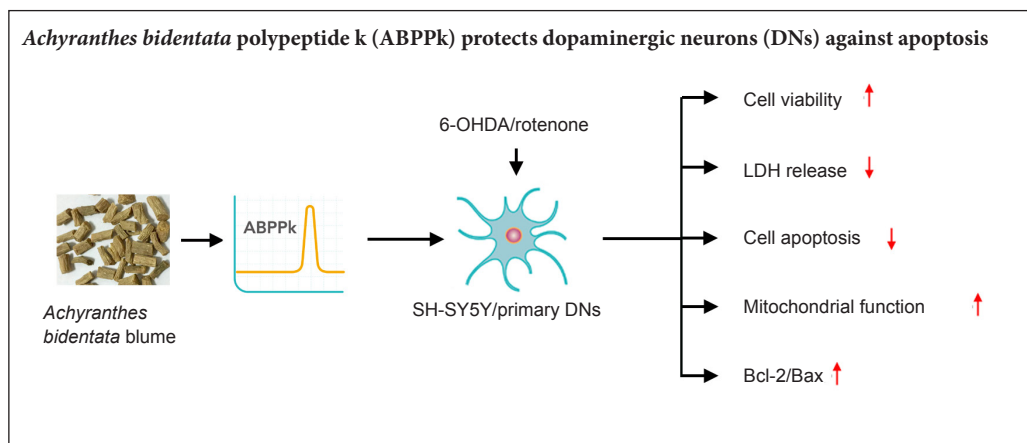 Achyranthes bidentata polypeptide k (ABPPk) protects dopaminergic neurons (DNs) against apoptosis
6-OHDA/rotenone
ABPPk
Achyranthes
bidentata blume
SH-SY5Y/primary DNs
Cell viability
LDH release
Cell apoptosis
Mitochondrial function
Bcl-2/Bax